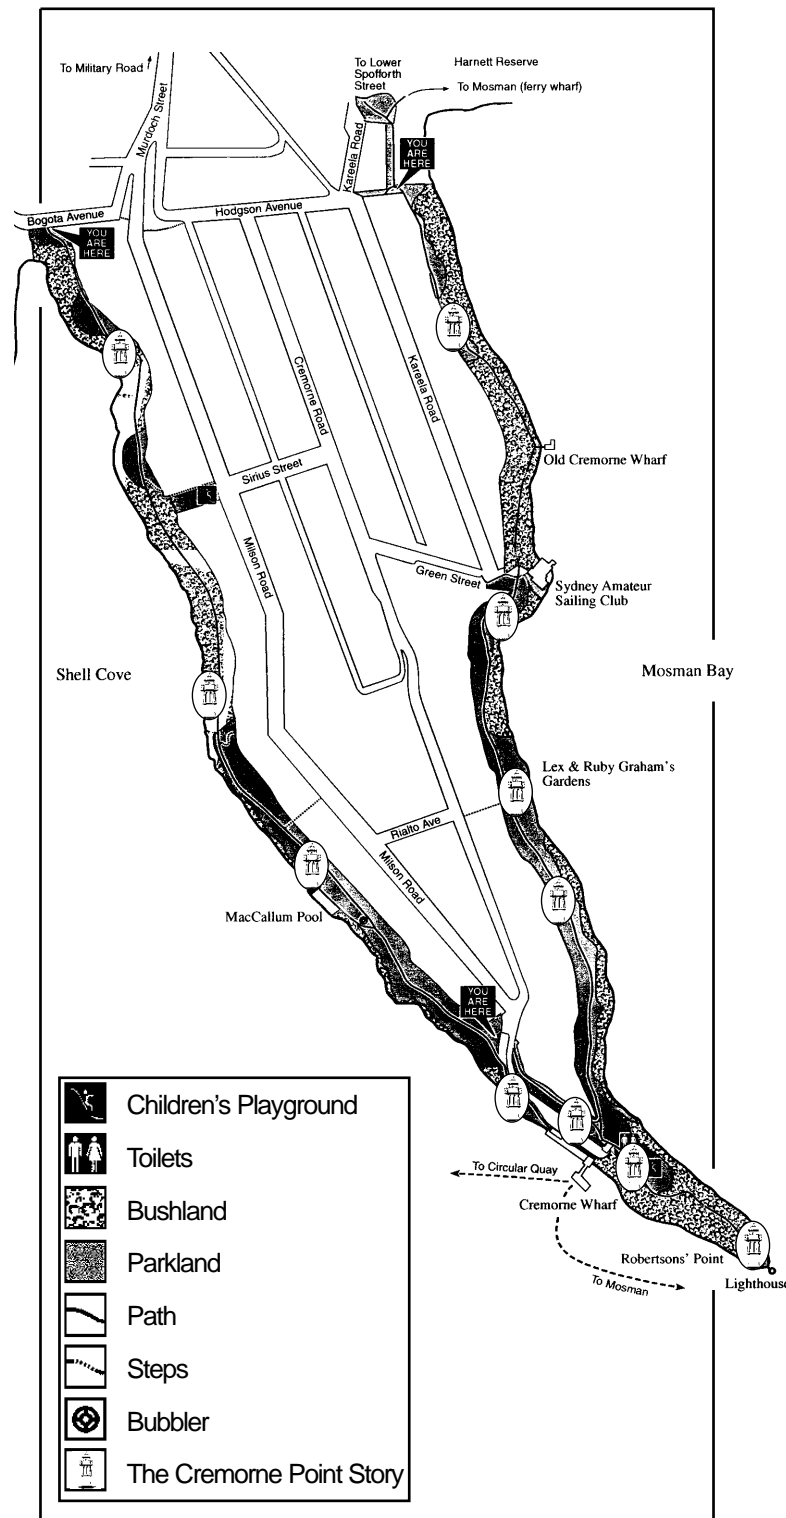 To Military Road
Murdoch Street
To Lower
Spofforth
Street
Harnett Reserve
To Mosman (ferry wharf)
Kareela Road
YOU
ARE
HERE
Bogota Avenue
Hodgson Avenue
YOU
ARE
HERE
Cremorne Road
Kareela Road
Old Cremorne Wharf
Sirius Street
Milson Road
Green Street
Sydney Amateur
Sailing Club
Shell Cove
Mosman Bay
Lex & Ruby Graham's
Gardens
Rialto Ave
Milson Road
MacCallum Pool
YOU
ARE
HERE
To Circular Quay
Cremorne Wharf
Robertsons' Point
To Mosman
Lighthouse
Children's Playground
Toilets
Bushland
Parkland
Path
Steps
Bubbler
The Cremorne Point Story